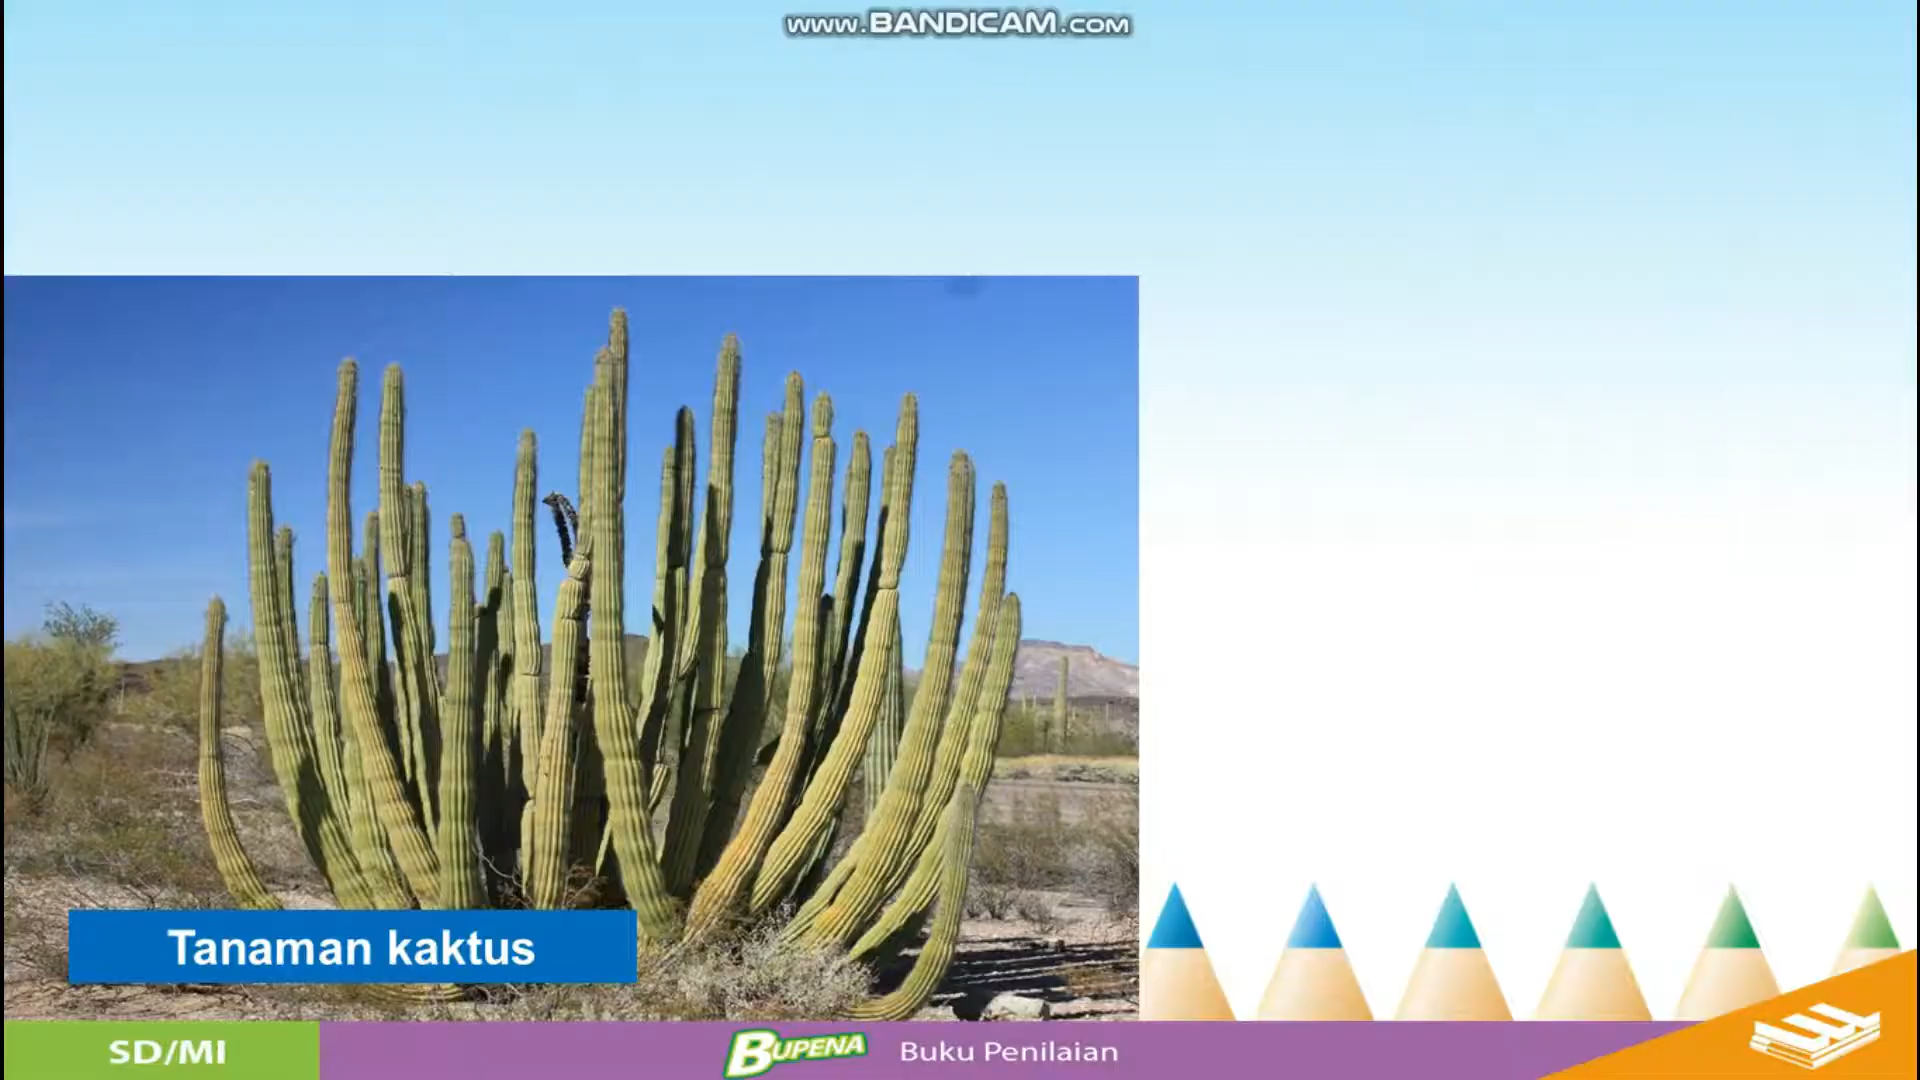 www.BANDICAM.com
Tanaman kaktus
SD/MI
BUPENA
Buku Penilaian